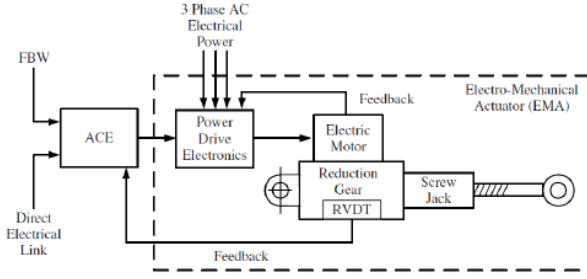 3 Phase AC
Electrical
Power
FBW
Feedback
Electro-Mechanical
Actuator (EMA)
ACE
Power
Drive
Electronics
Electric
Motor
Reduction
Gear
RVDT
Screw
Jack
Direct
Electrical
Link
Feedback